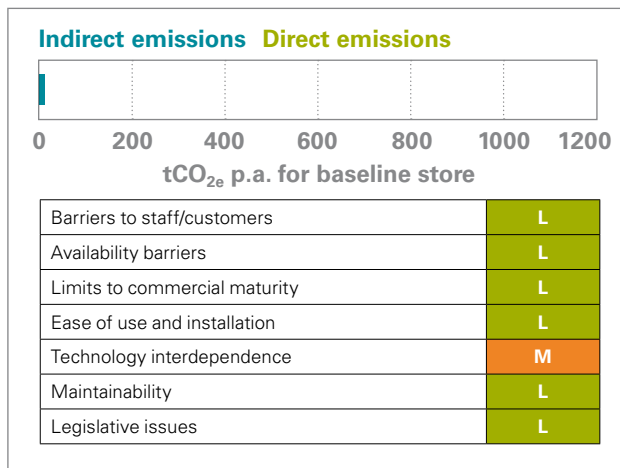 Indirect emissions Direct emissions
0 200 400 600 800 1000 1200
tCO2e p.a. for baseline store
Barriers to staff/customers L
Availability barriers L
Limits to commercial maturity L
Ease of use and installation L
Technology interdependence M
Maintainability L
Legislative issues L